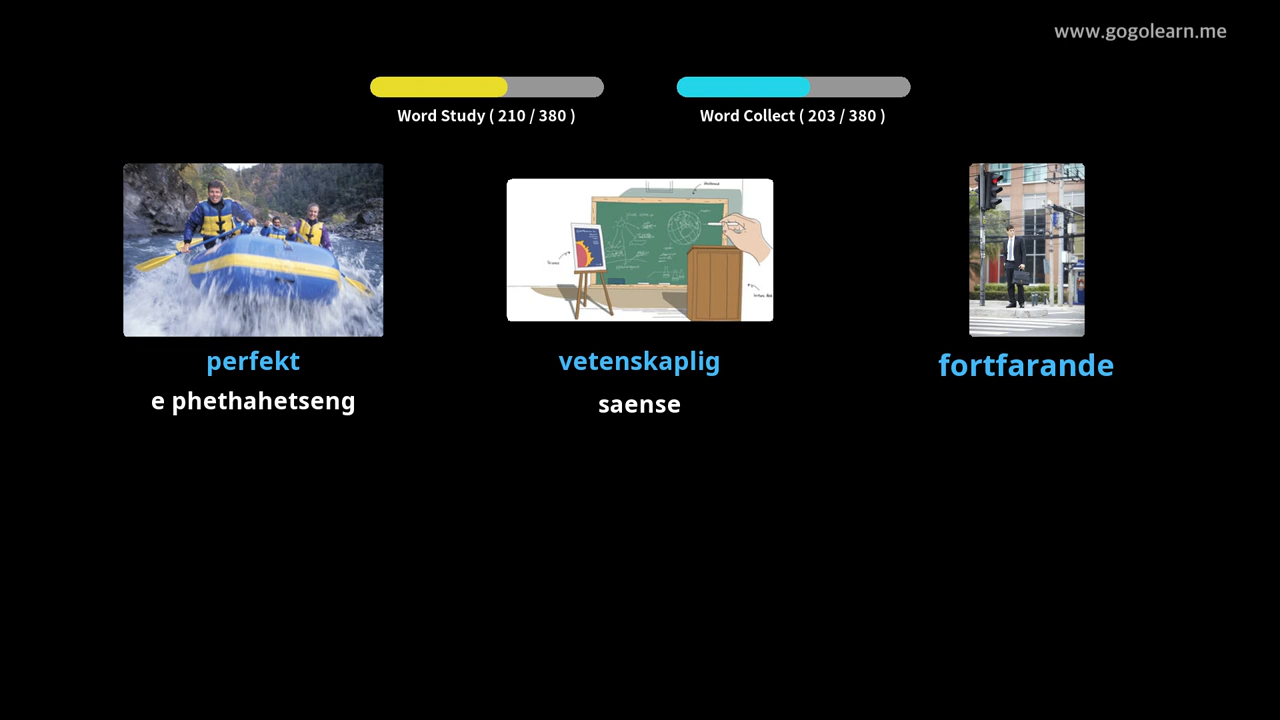 www.gogolearn.me
Word Study ( 210 / 380 )
Word Collect ( 203 / 380 )
perfekt
vetenskaplig
fortfarande
e phethahetseng
saense